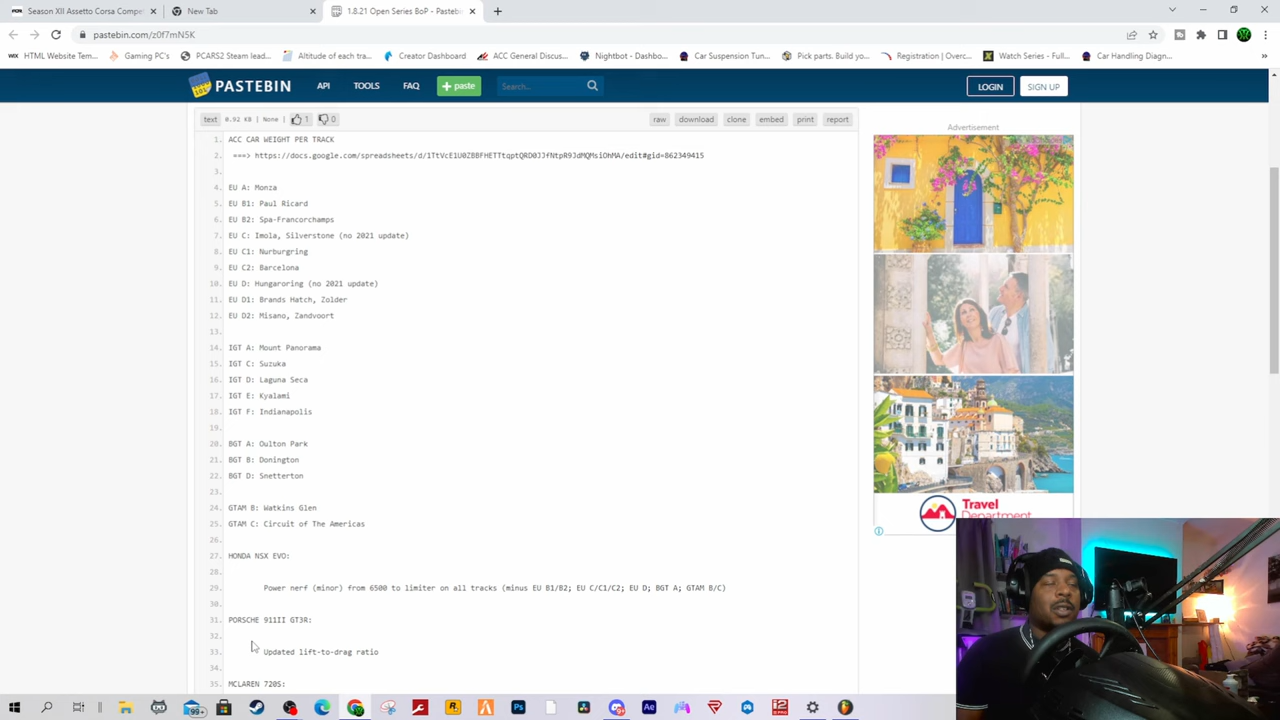 Season XII Assetto Corsa Compe
New Tab
1.8.21 Open Series BoP - Pastebi
pastebin.com/z0f7mN5K
HTML Website Tem...
Gaming PC's
PCARS2 Steam lead...
Altitude of each tra...
Creator Dashboard
ACC General Discus...
Nightbot - Dashbo...
Car Suspension Tun...
Pick parts. Build yo...
Registration | Overc...
Watch Series - Full,...
Car Handling Diagn...
PASTEBIN
API
TOOLS
FAQ
paste
Search...
LOGIN
SIGN UP
text
0.92 KB | None |
1
0
raw
download
clone
embed
print
report
1. ACC CAR WEIGHT PER TRACK
2. ===> https://docs.google.com/spreadsheets/d/1TtVcE1U0ZBBFHETTtqptQRD0JJfNtpR9JdMQMsiOhMA/edit#gid=862349415
3.
4. EU A: Monza
5. EU B1: Paul Ricard
6. EU B2: Spa-Francorchamps
7. EU C: Imola, Silverstone (no 2021 update)
8. EU C1: Nurburgring
9. EU C2: Barcelona
10. EU D: Hungaroring (no 2021 update)
11. EU D1: Brands Hatch, Zolder
12. EU D2: Misano, Zandvoort
13.
14. IGT A: Mount Panorama
15. IGT C: Suzuka
16. IGT D: Laguna Seca
17. IGT E: Kyalami
18. IGT F: Indianapolis
19.
20. BGT A: Oulton Park
21. BGT B: Donington
22. BGT D: Snetterton
23.
24. GTAM B: Watkins Glen
25. GTAM C: Circuit of The Americas
26.
27. HONDA NSX EVO:
28.
29. Power nerf (minor) from 6500 to limiter on all tracks (minus EU B1/B2; EU C/C1/C2; EU D; BGT A; GTAM B/C)
30.
31. PORSCHE 911II GT3R:
32.
33. Updated lift-to-drag ratio
34.
35. MCLAREN 720S:
Advertisement
Travel
Department
99+